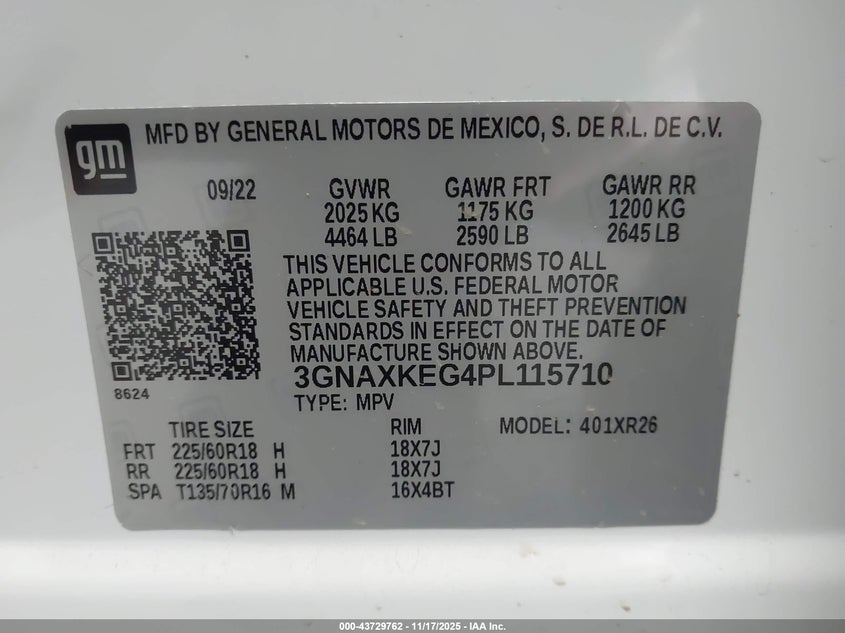 gm
MFD BY GENERAL MOTORS DE MEXICO, S. DE R.L. DE C.V.
09/22 GVWR GAWR FRT GAWR RR
2025 KG 1175 KG 1200 KG
4464 LB 2590 LB 2645 LB
THIS VEHICLE CONFORMS TO ALL
APPLICABLE U.S. FEDERAL MOTOR
VEHICLE SAFETY AND THEFT PREVENTION
STANDARDS IN EFFECT ON THE DATE OF
MANUFACTURE SHOWN ABOVE.
3GNAXKEG4PL115710
8624
TYPE: MPV
TIRE SIZE RIM MODEL: 401XR26
FRT 225/60R18 H 18X7J
RR 225/60R18 H 18X7J
SPA T135/70R16 M 16X4BT
000-43729762 - 11/17/2025 - IAA Inc.